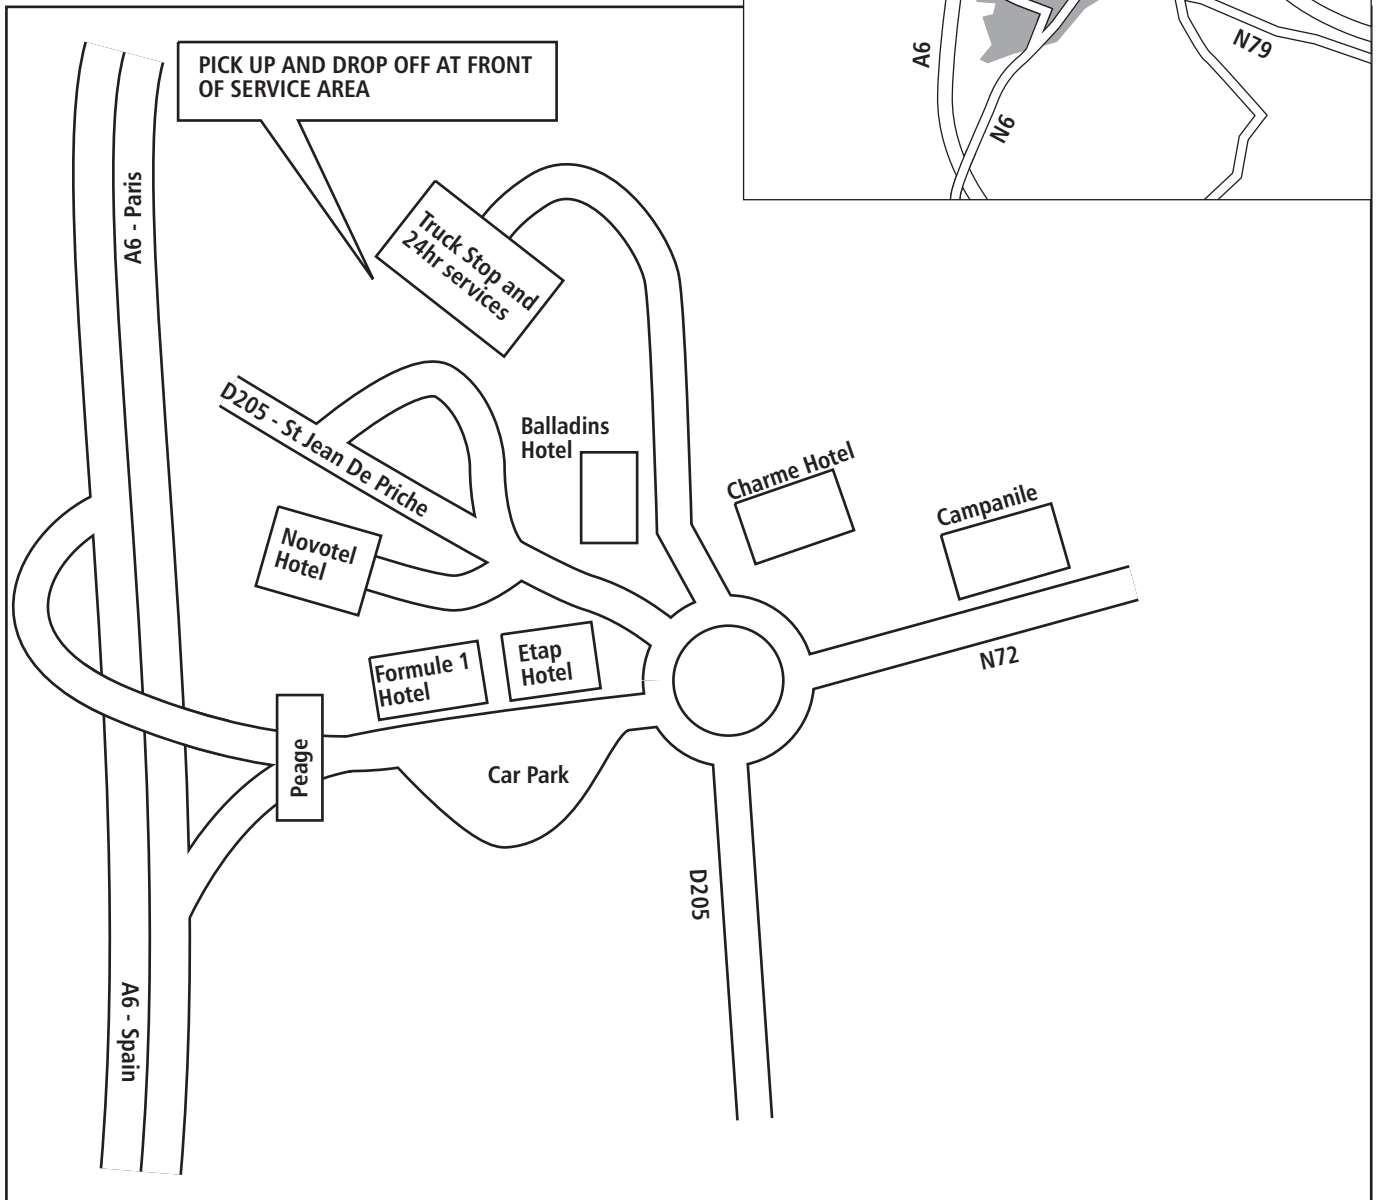 PICK UP AND DROP OFF AT FRONT
OF SERVICE AREA
A6
N6
N79
A6 - Paris
Truck Stop and
24hr services
D205 - St Jean De Priche
Balladins
Hotel
Charme Hotel
Campanile
Novotel
Hotel
Formule 1
Hotel
Etap
Hotel
N72
Peage
Car Park
D205
A6 - Spain